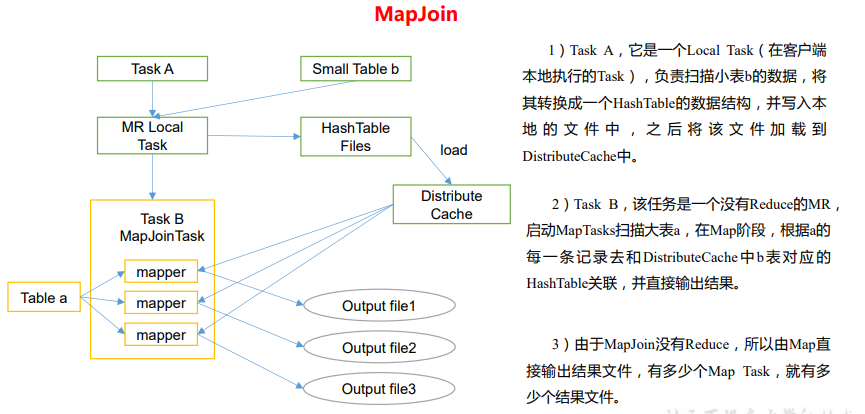 MapJoin
Task A
Small Table b
MR Local
Task
HashTable
Files
load
Distribute
Cache
Task B
MapJoinTask
mapper
mapper
mapper
Table a
Output file1
Output file2
Output file3
1）Task A，它是一个Local Task（在客户端
本地执行的Task），负责扫描小表b的数据，将
其转换成一个HashTable的数据结构，并写入本
地的文件中，之后将该文件加载到
DistributeCache中。
2）Task B，该任务是一个没有Reduce的MR，
启动MapTasks扫描大表a，在Map阶段，根据a的
每一条记录去和DistributeCache中b表对应的
HashTable关联，并直接输出结果。
3）由于MapJoin没有Reduce，所以由Map直
接输出结果文件，有多少个Map Task，就有多
少个结果文件。